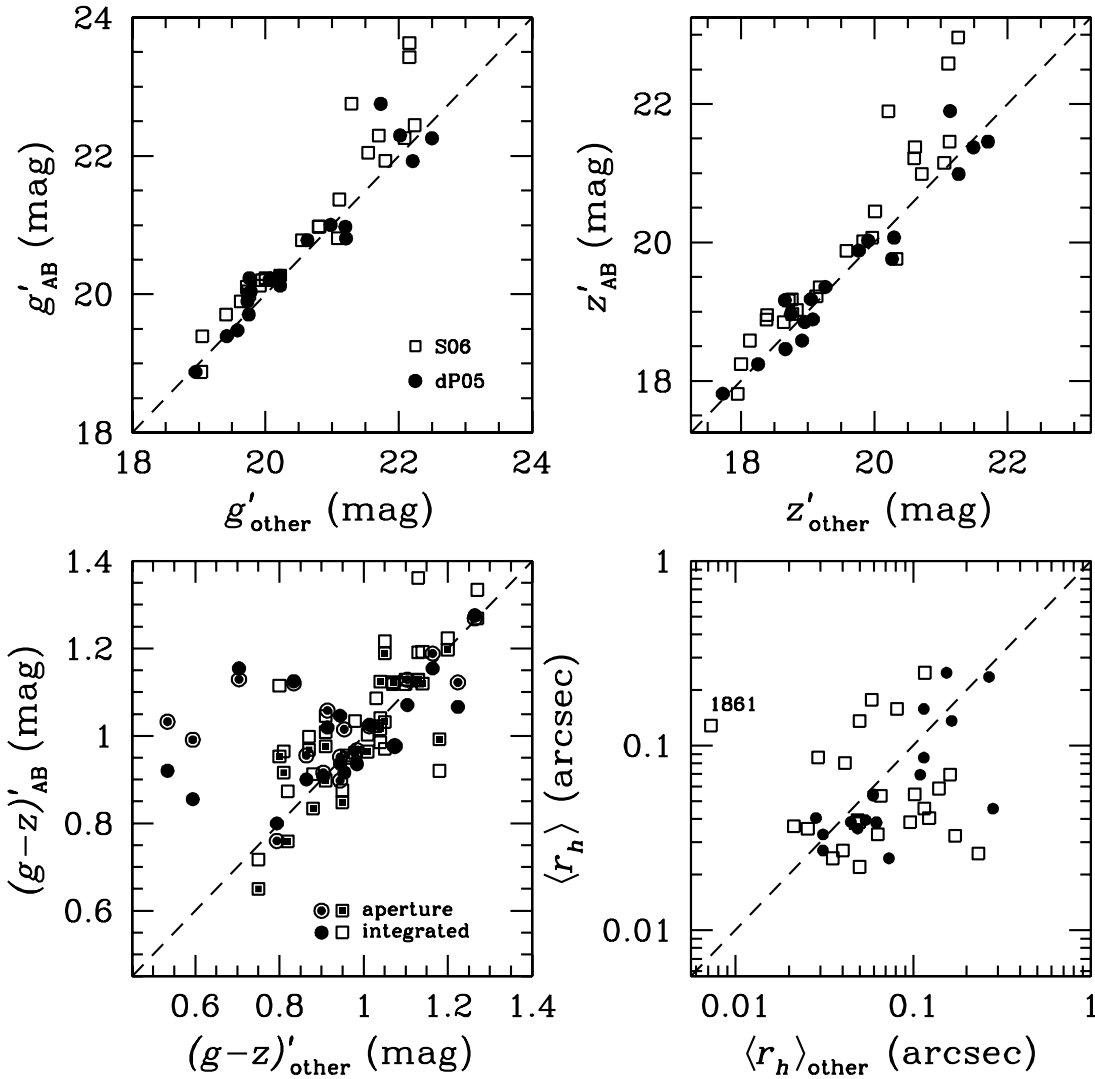 24
22
20
18
g′AB (mag)
S06
dP05
18 20 22 24
g′other (mag)
22
20
18
z′AB (mag)
18 20 22
z′other (mag)
1.4
1.2
1
0.8
0.6
(g−z)′AB (mag)
aperture
integrated
0.6 0.8 1 1.2 1.4
(g−z)′other (mag)
1
0.1
0.01
⟨rh⟩ (arcsec)
1861
0.01 0.1 1
⟨rh⟩other (arcsec)